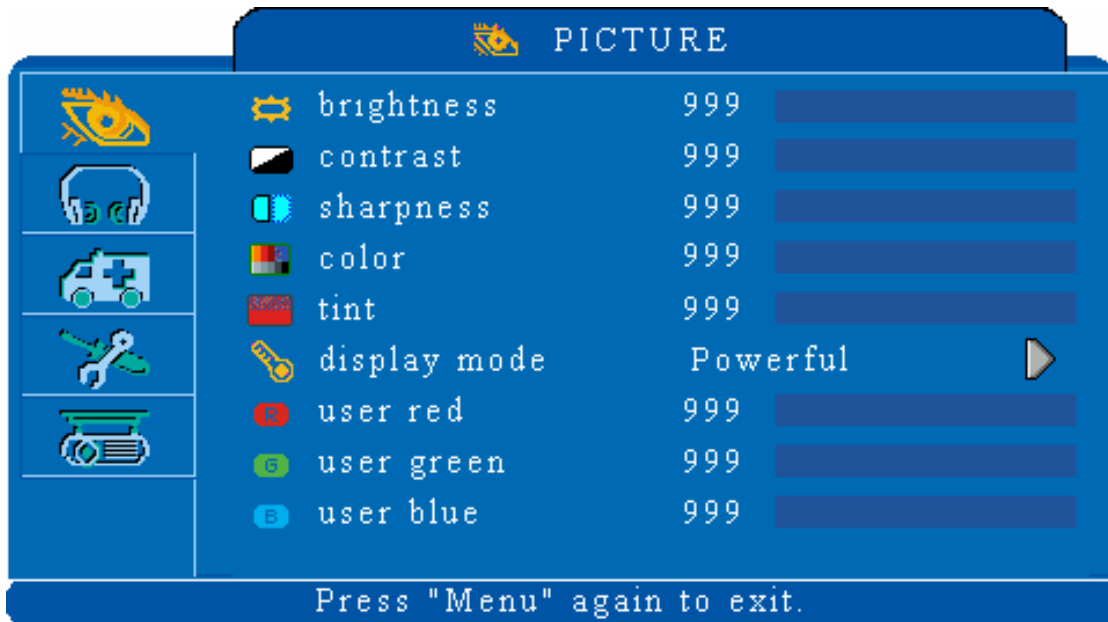 PICTURE
brightness 999
contrast 999
sharpness 999
color 999
tint 999
display mode Powerful
R user red 999
G user green 999
B user blue 999
Press "Menu" again to exit.